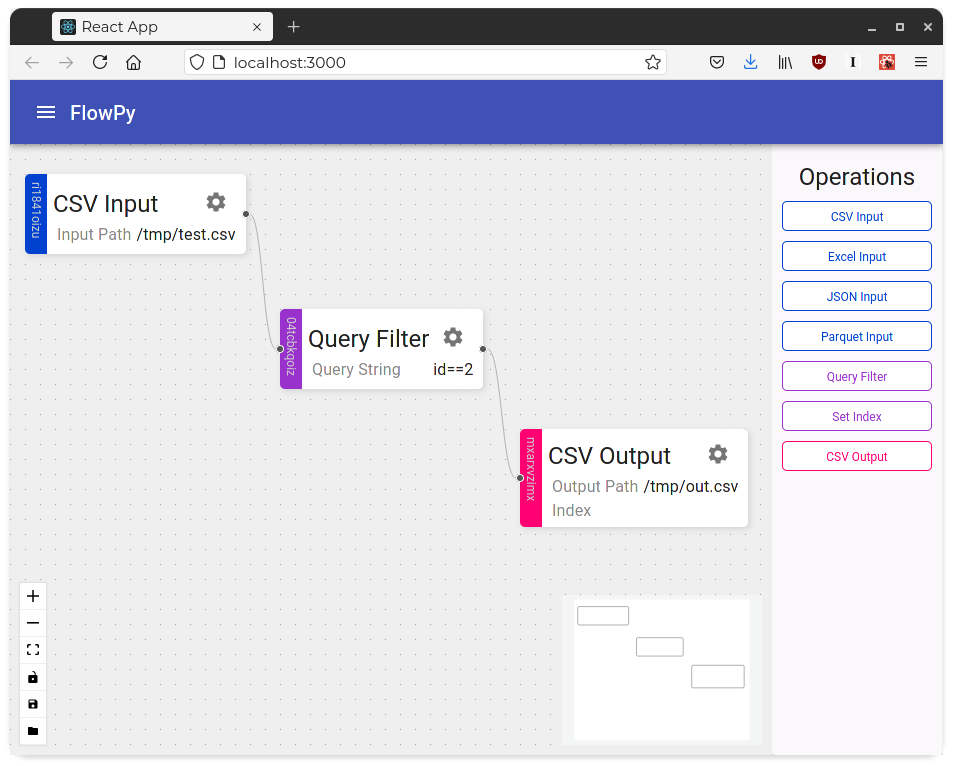 React App
localhost:3000
FlowPy
ri1841oizu
CSV Input
Input Path /tmp/test.csv
04tcbkqoiz
Query Filter
Query String id==2
mxarxvzimx
CSV Output
Output Path /tmp/out.csv
Index
Operations
CSV Input
Excel Input
JSON Input
Parquet Input
Query Filter
Set Index
CSV Output